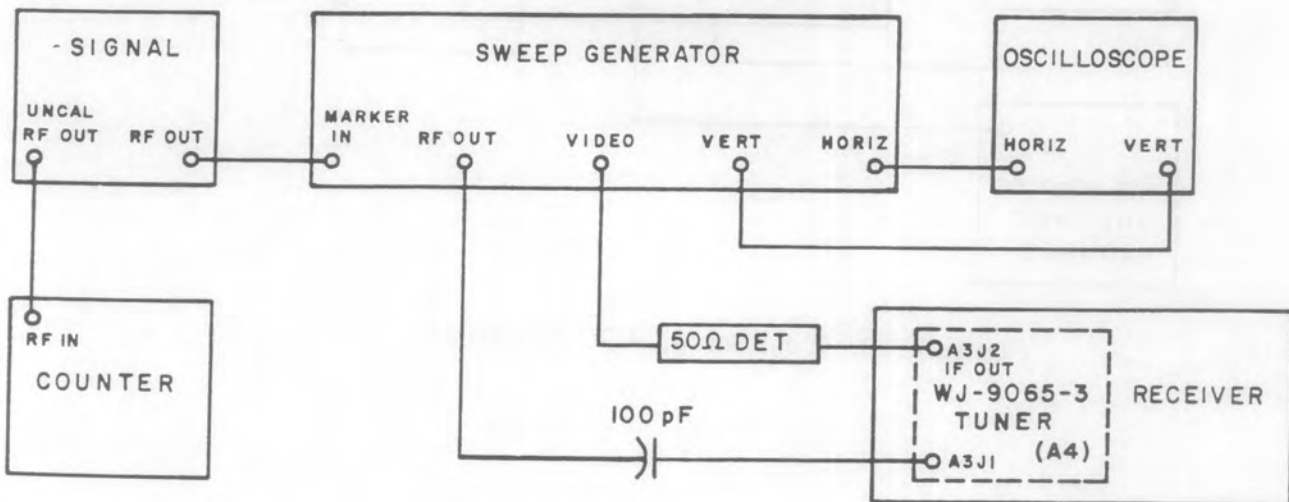 - SIGNAL
UNCAL
RF OUT
RF OUT
SWEEP GENERATOR
MARKER
IN
RF OUT
VIDEO
VERT
HORIZ
OSCILLOSCOPE
HORIZ
VERT
RF IN
COUNTER
50Ω DET
100 pF
A3J2
IF OUT
WJ-9065-3
TUNER
(A4)
A3J1
RECEIVER